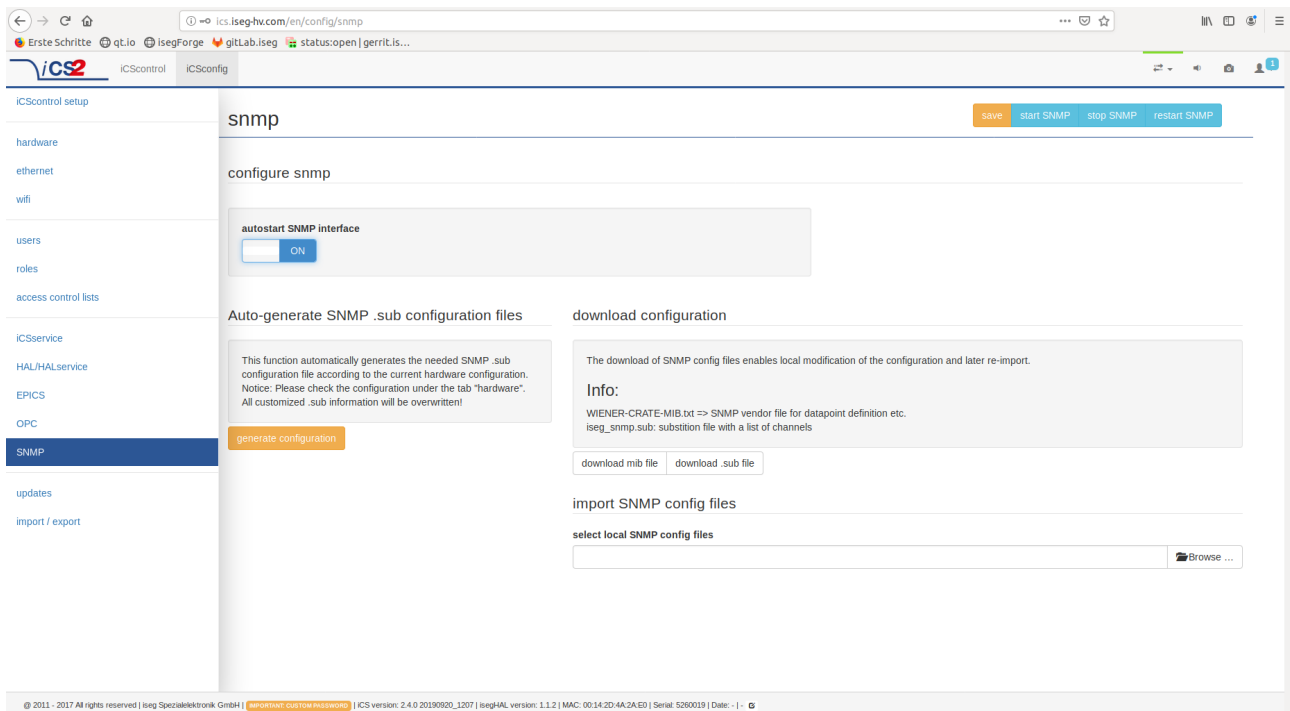 ics.iseg-hv.com/en/config/snmp
Erste Schritte qt.io isegForge gitLab.iseg status:open | gerrit.is...
iCS2 iCScontrol iCSconfig 1
iCScontrol setup
hardware
ethernet
wifi
users
roles
access control lists
iCSservice
HAL/HALservice
EPICS
OPC
SNMP
updates
import / export
snmp
save start SNMP stop SNMP restart SNMP
configure snmp
autostart SNMP interface
ON
Auto-generate SNMP .sub configuration files
This function automatically generates the needed SNMP .sub
configuration file according to the current hardware configuration.
Notice: Please check the configuration under the tab "hardware".
All customized .sub information will be overwritten!
generate configuration
download configuration
The download of SNMP config files enables local modification of the configuration and later re-import.
Info:
WIENER-CRATE-MIB.txt => SNMP vendor file for datapoint definition etc.
iseg_snmp.sub: substition file with a list of channels
download mib file download .sub file
import SNMP config files
select local SNMP config files
Browse ...
@ 2011 - 2017 All rights reserved | iseg Spezialelektronik GmbH | IMPORTANT: CUSTOM PASSWORD | iCS version: 2.4.0 20190920_1207 | isegHAL version: 1.1.2 | MAC: 00:14:2D:4A:2A:E0 | Serial: 5260019 | Date: - | -